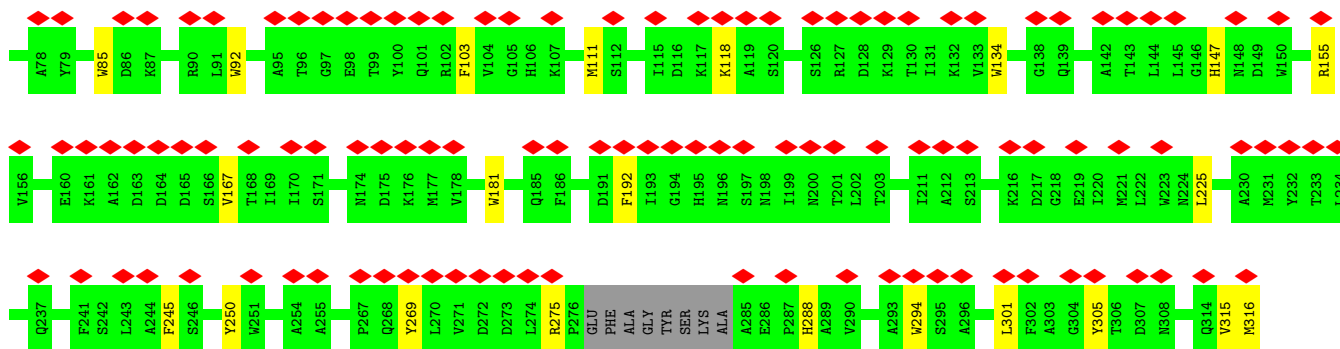 A78 Y79 W85 D86 K87 R90 L91 W92 A95 T96 G97 E98 T99 Y100 Q101 R102 F103 V104 G105 H106 K107 M111 S112 I115 D116 K117 K118 A119 S120 S126 R127 D128 K129 T130 I131 K132 V133 W134 G138 Q139 A142 T143 L144 L145 G146 H147 N148 D149 W150 R155
V156 E160 K161 A162 D163 D164 D165 S166 V167 T168 I169 I170 S171 N174 D175 K176 M177 V178 W181 Q185 F186 D191 F192 I193 G194 H195 N196 S197 N198 I199 N200 T201 L202 T203 I211 A212 S213 K216 D217 G218 E219 I220 M221 L222 W223 N224 L225 A230 M231 Y232 T233 L234
Q237 F241 S242 L243 A244 F245 S246 Y250 W251 A254 A255 P267 Q268 Y269 L270 V271 D272 D273 L274 R275 P276 GLU PHE ALA GLY TYR SER LYS ALA A285 E286 P287 H288 A289 V290 A293 W294 S295 A296 L301 F302 A303 G304 Y305 T306 D307 N308 Q314 V315 M316